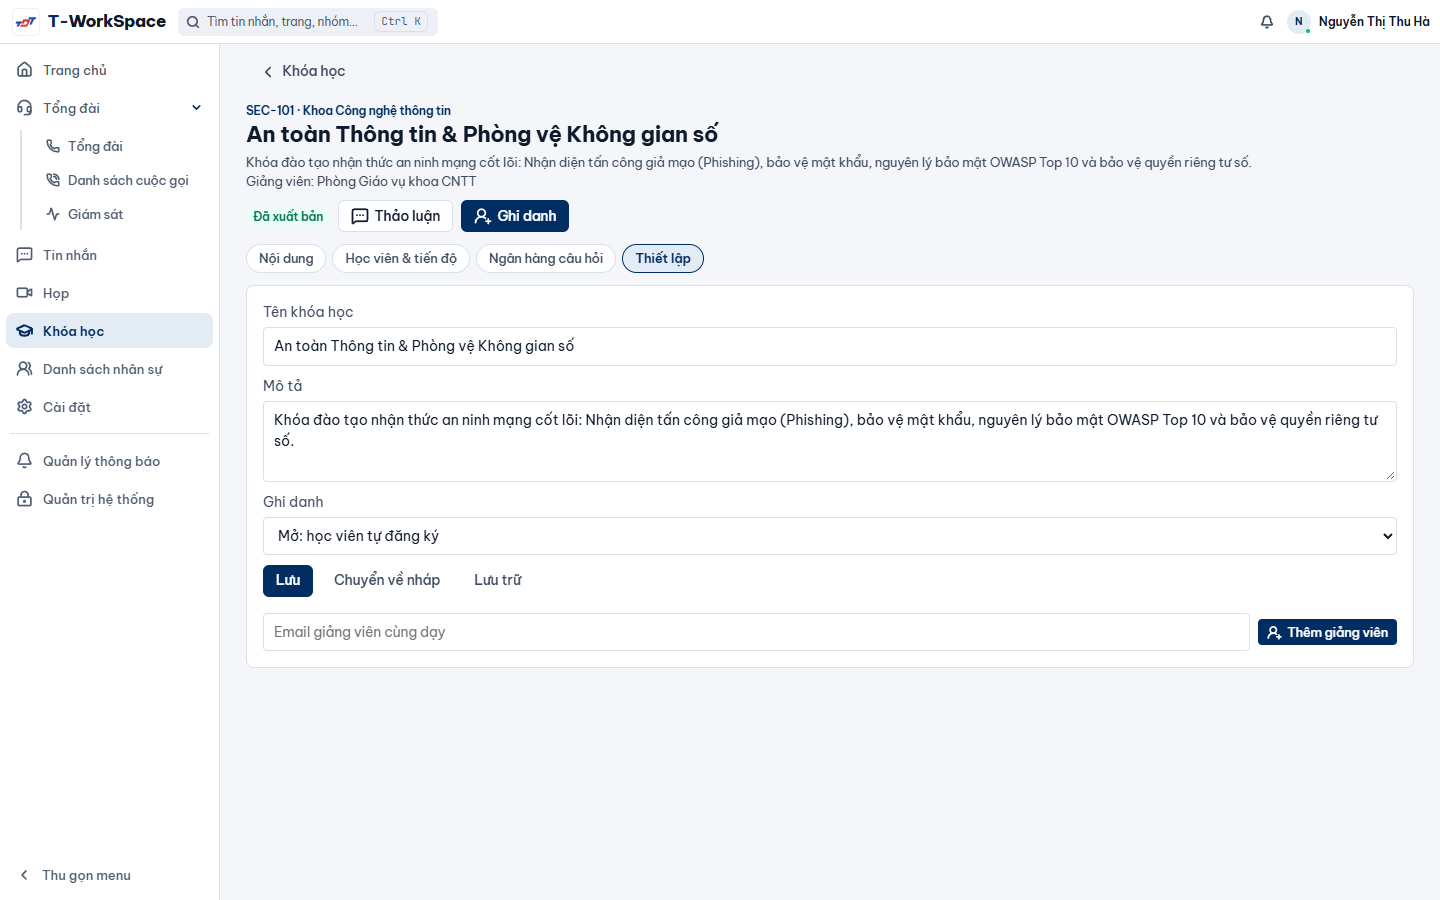 TDT T-WorkSpace
Tìm tin nhắn, trang, nhóm... Ctrl K
N Nguyễn Thị Thu Hà
Trang chủ
Tổng đài
Tổng đài
Danh sách cuộc gọi
Giám sát
Tin nhắn
Họp
Khóa học
Danh sách nhân sự
Cài đặt
Quản lý thông báo
Quản trị hệ thống
Thu gọn menu
Khóa học
SEC-101 · Khoa Công nghệ thông tin
An toàn Thông tin & Phòng vệ Không gian số
Khóa đào tạo nhận thức an ninh mạng cốt lõi: Nhận diện tấn công giả mạo (Phishing), bảo vệ mật khẩu, nguyên lý bảo mật OWASP Top 10 và bảo vệ quyền riêng tư số.
Giảng viên: Phòng Giáo vụ khoa CNTT
Đã xuất bản Thảo luận Ghi danh
Nội dung Học viên & tiến độ Ngân hàng câu hỏi Thiết lập
Tên khóa học
An toàn Thông tin & Phòng vệ Không gian số
Mô tả
Khóa đào tạo nhận thức an ninh mạng cốt lõi: Nhận diện tấn công giả mạo (Phishing), bảo vệ mật khẩu, nguyên lý bảo mật OWASP Top 10 và bảo vệ quyền riêng tư
số.
Ghi danh
Mở: học viên tự đăng ký
Lưu Chuyển về nháp Lưu trữ
Email giảng viên cùng dạy Thêm giảng viên